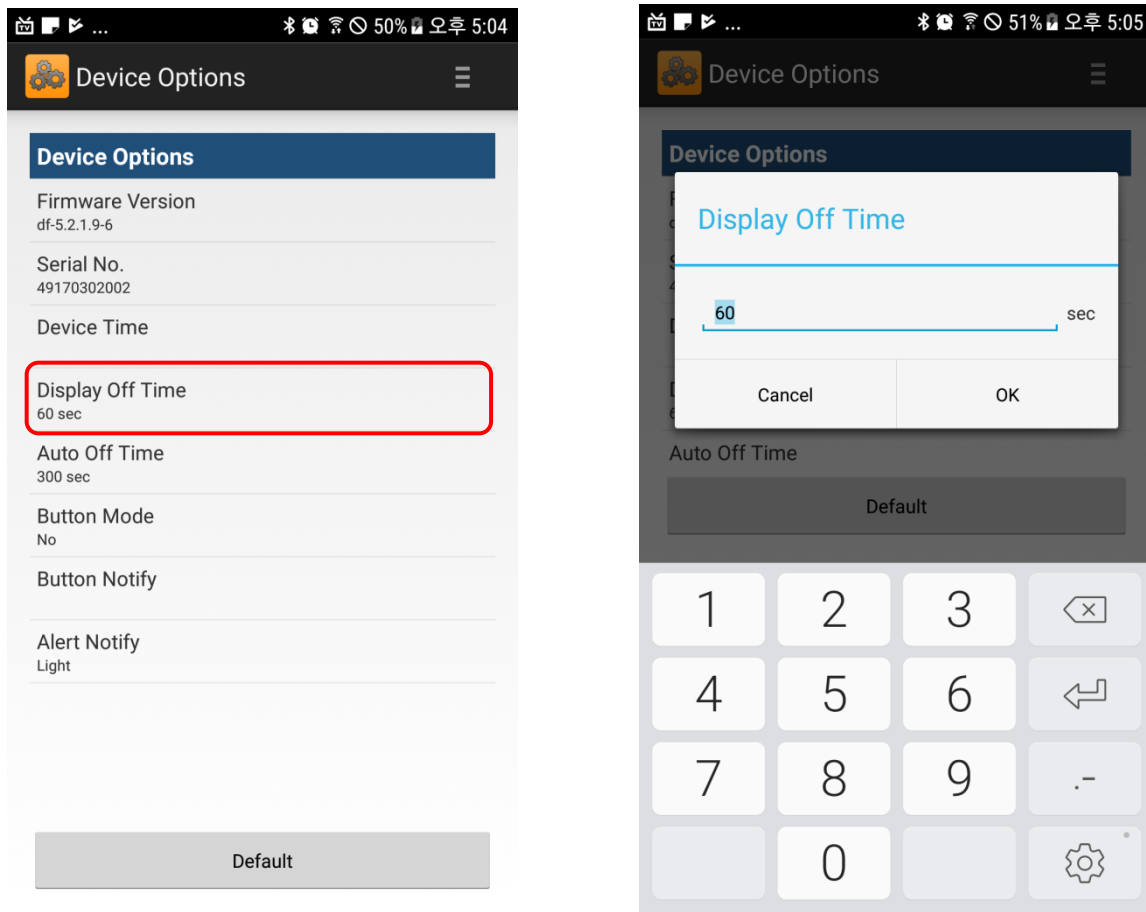 ... 50% 오후 5:04
Device Options
Device Options
Firmware Version
df-5.2.1.9-6
Serial No.
49170302002
Device Time
Display Off Time
60 sec
Auto Off Time
300 sec
Button Mode
No
Button Notify
Alert Notify
Light
Default
... 51% 오후 5:05
Device Options
Device Options
Display Off Time
60 sec
Cancel OK
Auto Off Time
Default
1 2 3
4 5 6
7 8 9 .-
0